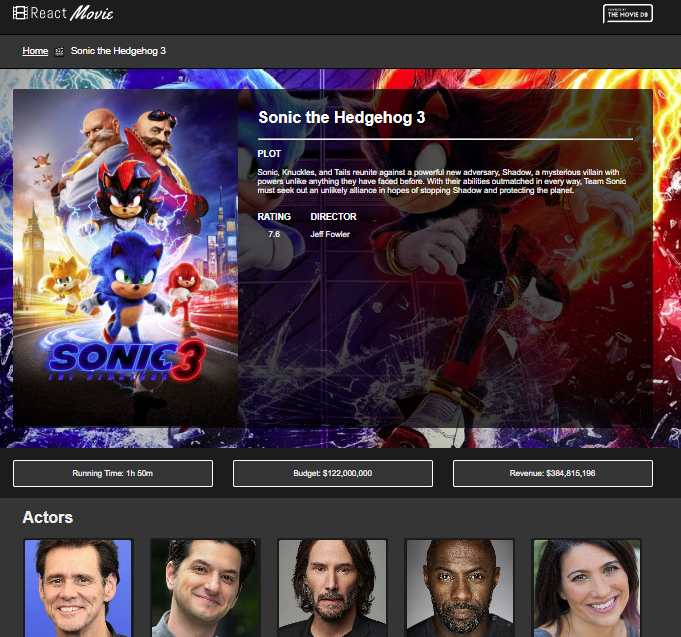 React Movie
POWERED BY
THE MOVIE DB
Home Sonic the Hedgehog 3
Sonic the Hedgehog 3
PLOT
Sonic, Knuckles, and Tails reunite against a powerful new adversary, Shadow, a mysterious villain with
powers unlike anything they have faced before. With their abilities outmatched in every way, Team Sonic
must seek out an unlikely alliance in hopes of stopping Shadow and protecting the planet.
RATING DIRECTOR
7.6 Jeff Fowler
SONIC 3
THE HEDGEHOG
Running Time: 1h 50m Budget: $122,000,000 Revenue: $384,815,196
Actors